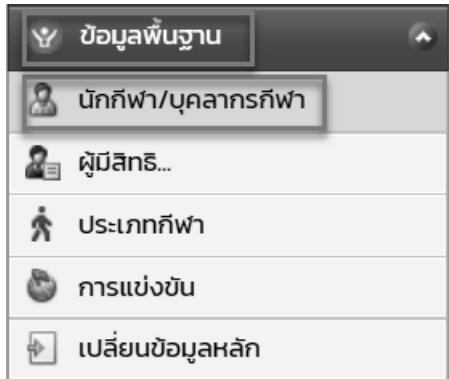 ข้อมูลพื้นฐาน
นักกีฬา/บุคลากรกีฬา
ผู้มีสิทธิ...
ประเภทกีฬา
การแข่งขัน
เปลี่ยนข้อมูลหลัก